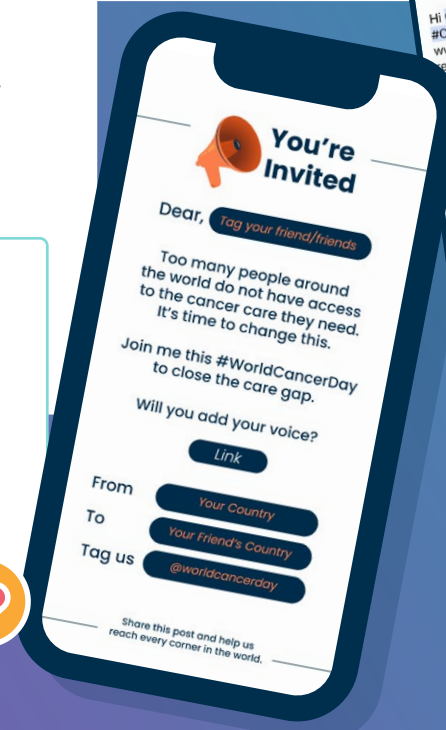 Hi
You're
Invited
Dear, Tag your friend/friends
Too many people around
the world do not have access
to the cancer care they need.
It's time to change this.
Join me this #WorldCancerDay
to close the care gap.
Will you add your voice?
Link
From Your Country
To Your Friend's Country
Tag us @worldcancerday
Share this post and help us
reach every corner in the world.